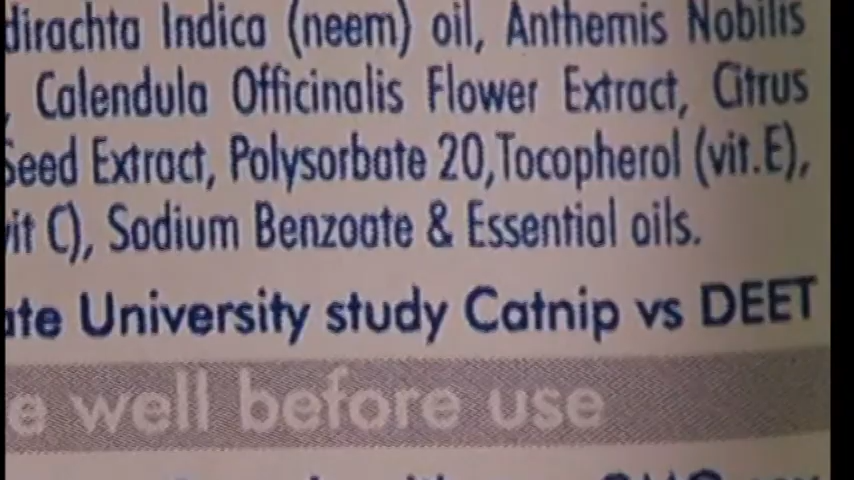 dirachta Indica (neem) oil, Anthemis Nobilis
, Calendula Officinalis Flower Extract, Citrus
Seed Extract, Polysorbate 20,Tocopherol (vit.E),
vit C), Sodium Benzoate & Essential oils.
ate University study Catnip vs DEET
e well before use